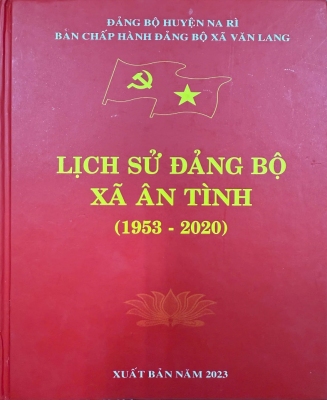 ĐẢNG BỘ HUYỆN NA RÌ
BAN CHẤP HÀNH ĐẢNG BỘ XÃ VĂN LANG
LỊCH SỬ ĐẢNG BỘ
XÃ ÂN TÌNH
(1953 - 2020)
XUẤT BẢN NĂM 2023